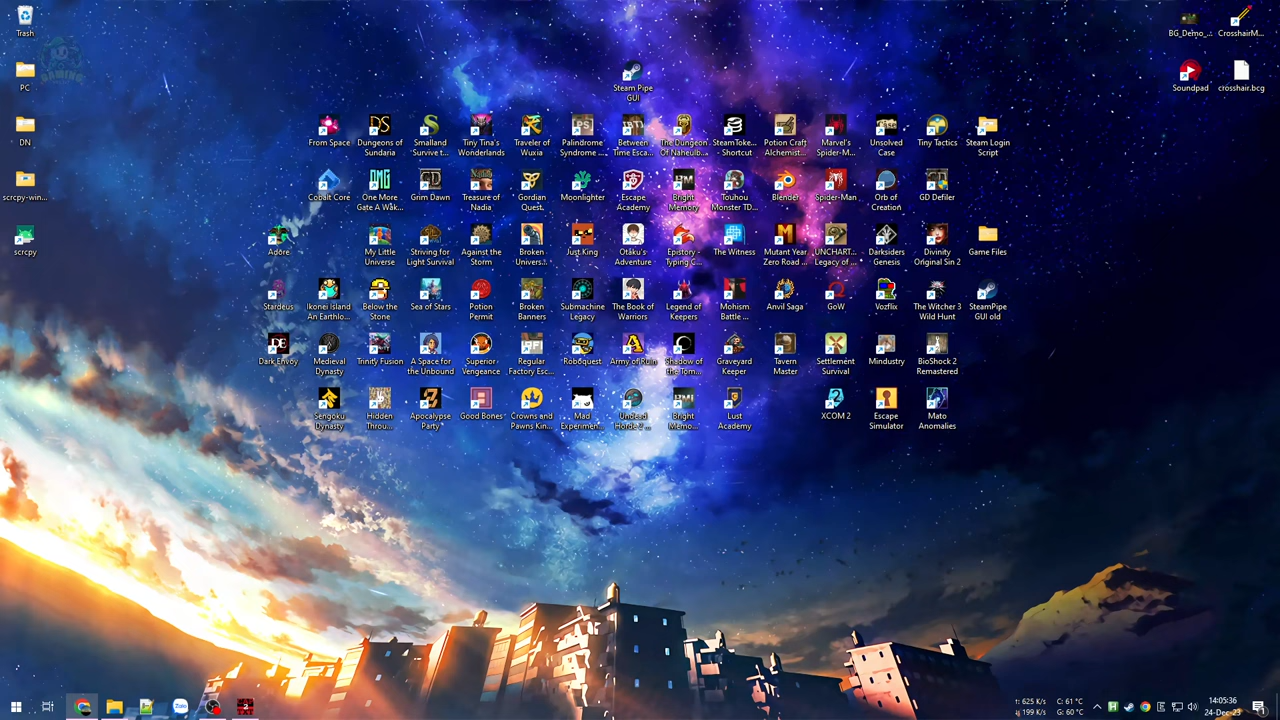 Trash
BG_Demo_...
CrosshairM...
GAMING
PC
Steam Pipe
GUI
Soundpad
crosshair.bcg
DN
From Space
Dungeons of
Sundaria
Smalland
Survive t...
Tiny Tina's
Wonderlands
Traveler of
Wuxia
Palindrome
Syndrome ...
Between
Time Esca...
The Dungeon
Of Naheulb...
SteamToke...
- Shortcut
Potion Craft
Alchemist...
Marvel's
Spider-M...
Unsolved
Case
Tiny Tactics
Steam Login
Script
scrcpy-win...
Cobalt Core
One More
Gate A Wak...
Grim Dawn
Treasure of
Nadia
Gordian
Quest
Moonlighter
Escape
Academy
Bright
Memory
Touhou
Monster TD...
Blender
Spider-Man
Orb of
Creation
GD Defiler
scrcpy
Adore
My Little
Universe
Striving for
Light Survival
Against the
Storm
Broken
Univers...
Just King
Otaku's
Adventure
Epistory -
Typing C...
The Witness
Mutant Year
Zero Road ...
UNCHART...
Legacy of ...
Darksiders
Genesis
Divinity
Original Sin 2
Game Files
Stardeus
Ikonei Island
An Earthlo...
Below the
Stone
Sea of Stars
Potion
Permit
Broken
Banners
Submachine
Legacy
The Book of
Warriors
Legend of
Keepers
Mohism
Battle ...
Anvil Saga
GoW
Vozflix
The Witcher 3
Wild Hunt
SteamPipe
GUI old
Dark Envoy
Medieval
Dynasty
Trinity Fusion
A Space for
the Unbound
Superior
Vengeance
Regular
Factory Esc...
Roboquest
Army of Ruin
Shadow of
the Tom...
Graveyard
Keeper
Tavern
Master
Settlement
Survival
Mindustry
BioShock 2
Remastered
Sengoku
Dynasty
Hidden
Throu...
Apocalypse
Party
Good Bones
Crowns and
Pawns Kin...
Mad
Experimen...
Undead
Horde 2 ...
Bright
Memo...
Lust
Academy
XCOM 2
Escape
Simulator
Mato
Anomalies
Zalo
↑: 625 K/s
↓: 199 K/s
C: 61 °C
G: 60 °C
14:05:36
24-Dec-23